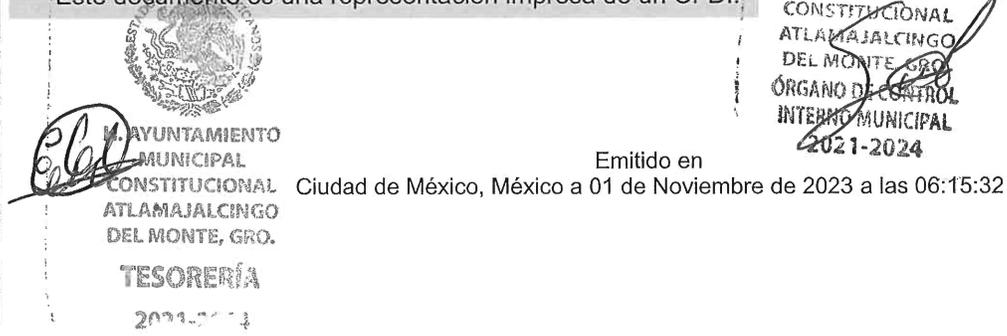 Este documento es una representación impresa de un CFDI.
CONSTITUCIONAL
ATLAMAJALCINGO
DEL MONTE, GRO.
ÓRGANO DE CONTROL
INTERNO MUNICIPAL
2021-2024
H. AYUNTAMIENTO
MUNICIPAL
CONSTITUCIONAL
ATLAMAJALCINGO
DEL MONTE, GRO.
TESORERÍA
2021-2024
Emitido en
Ciudad de México, México a 01 de Noviembre de 2023 a las 06:15:32